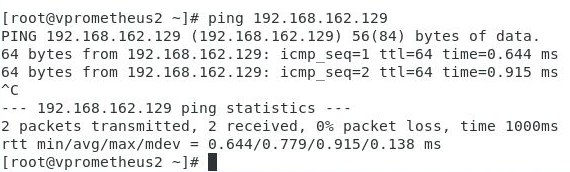 [root@vprometheus2 ~]# ping 192.168.162.129
PING 192.168.162.129 (192.168.162.129) 56(84) bytes of data.
64 bytes from 192.168.162.129: icmp_seq=1 ttl=64 time=0.644 ms
64 bytes from 192.168.162.129: icmp_seq=2 ttl=64 time=0.915 ms
^C
--- 192.168.162.129 ping statistics ---
2 packets transmitted, 2 received, 0% packet loss, time 1000ms
rtt min/avg/max/mdev = 0.644/0.779/0.915/0.138 ms
[root@vprometheus2 ~]#